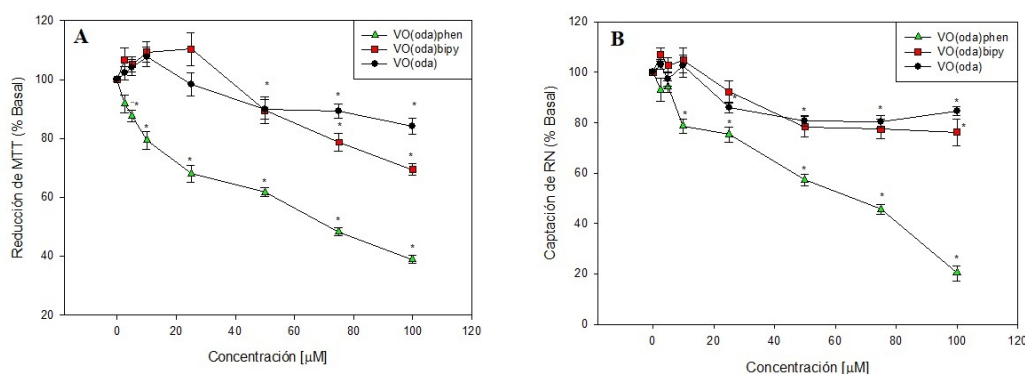 A
VO(oda)phen
VO(oda)bipy
VO(oda)
Reducción de MTT (% Basal)
120
100
80
60
40
20
0
20
40
60
80
100
120
Concentración [µM]
* * * * * * * * * * *
B
VO(oda)phen
VO(oda)bipy
VO(oda)
Captación de RN (% Basal)
120
100
80
60
40
20
0
0
20
40
60
80
100
120
Concentración [µM]
* * * * * * * * *